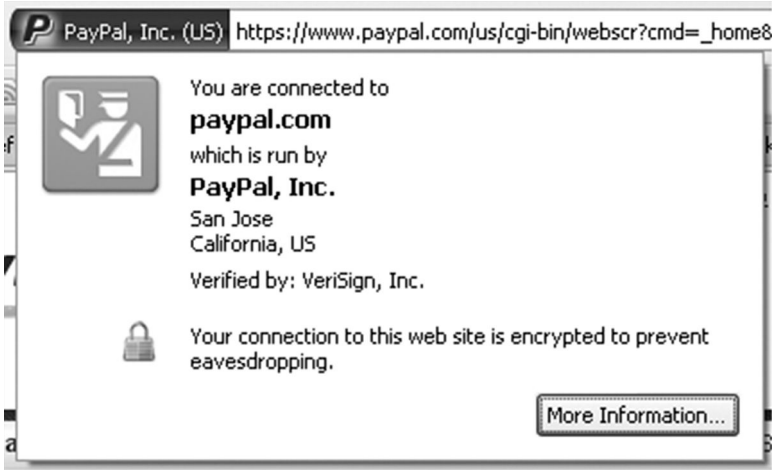 PayPal, Inc. (US) https://www.paypal.com/us/cgi-bin/webscr?cmd=_home&
You are connected to
paypal.com
which is run by
PayPal, Inc.
San Jose
California, US
Verified by: VeriSign, Inc.
Your connection to this web site is encrypted to prevent
eavesdropping.
More Information...